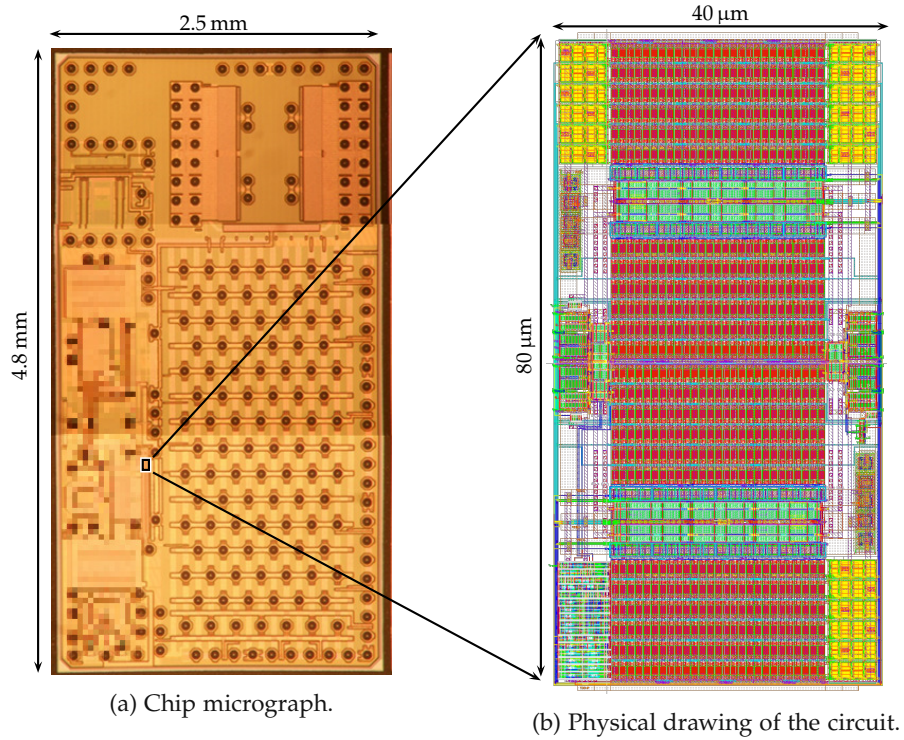 2.5 mm
40 µm
4.8 mm
80 µm
(a) Chip micrograph.
(b) Physical drawing of the circuit.